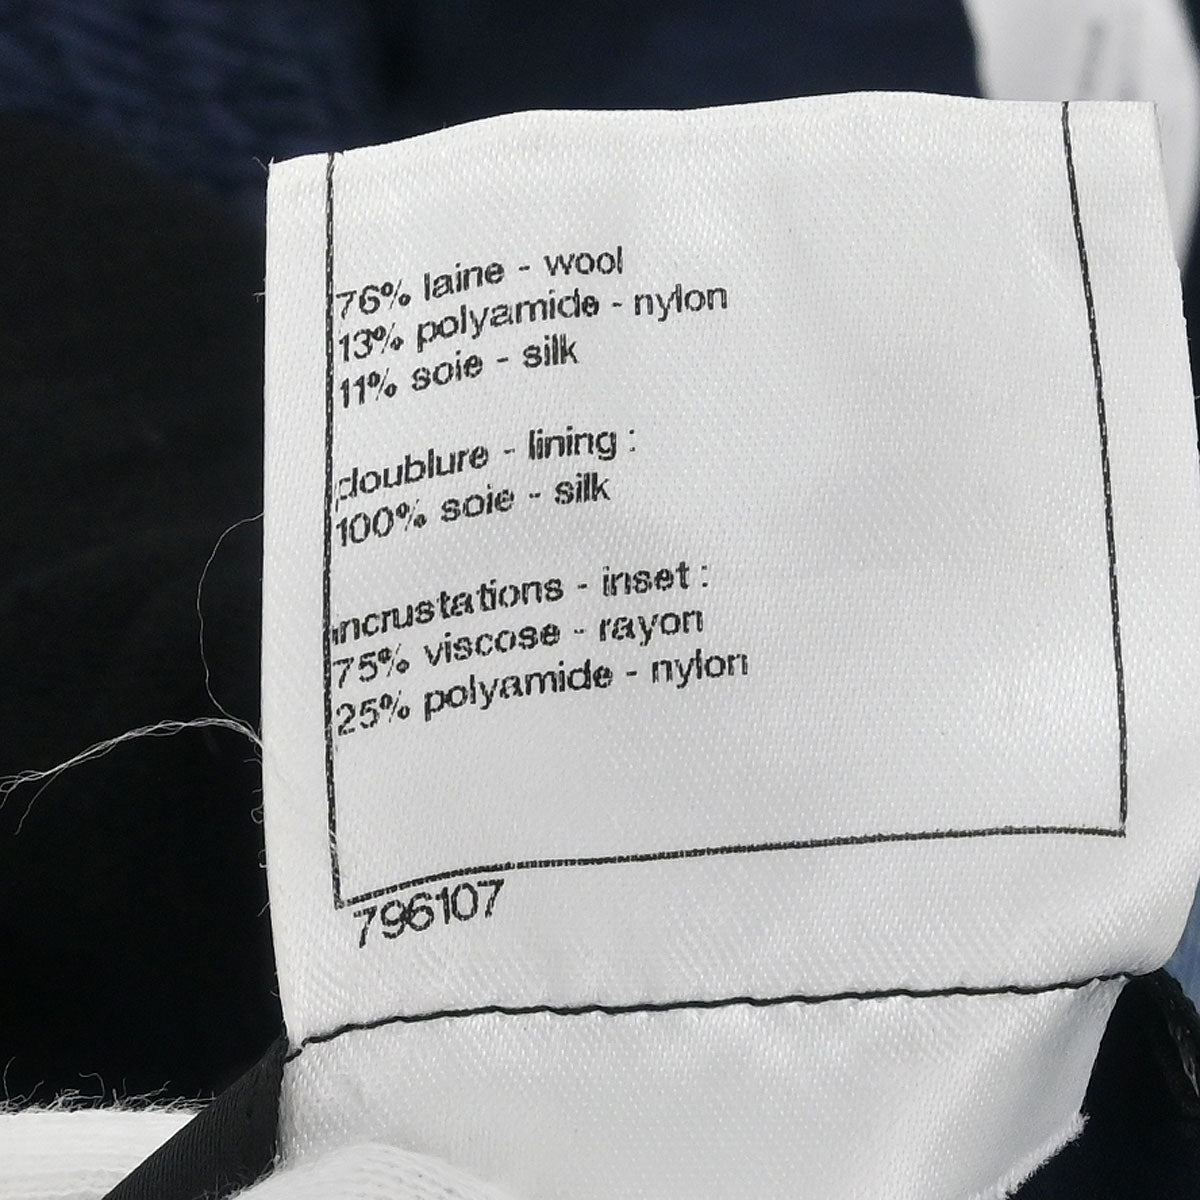 76% laine - wool
13% polyamide - nylon
11% soie - silk
doublure - lining :
100% soie - silk
incrustations - inset :
75% viscose - rayon
25% polyamide - nylon
796107